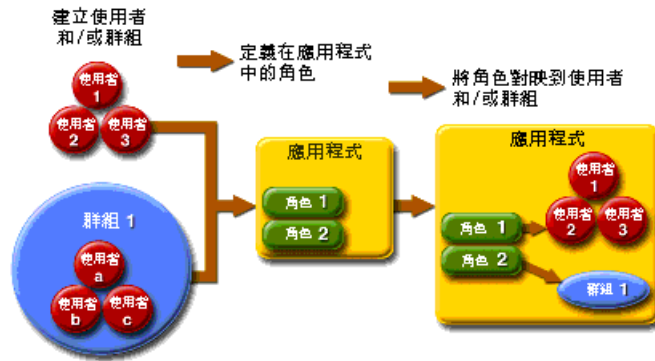 建立使用者
和/或群組
定義在應用程式
中的角色
將角色對映到使用者
和/或群組
使用者
1
使用者
2
使用者
3
群組 1
使用者
a
使用者
b
使用者
c
應用程式
角色 1
角色 2
應用程式
使用者
1
使用者
2
使用者
3
角色 1
角色 2
群組 1